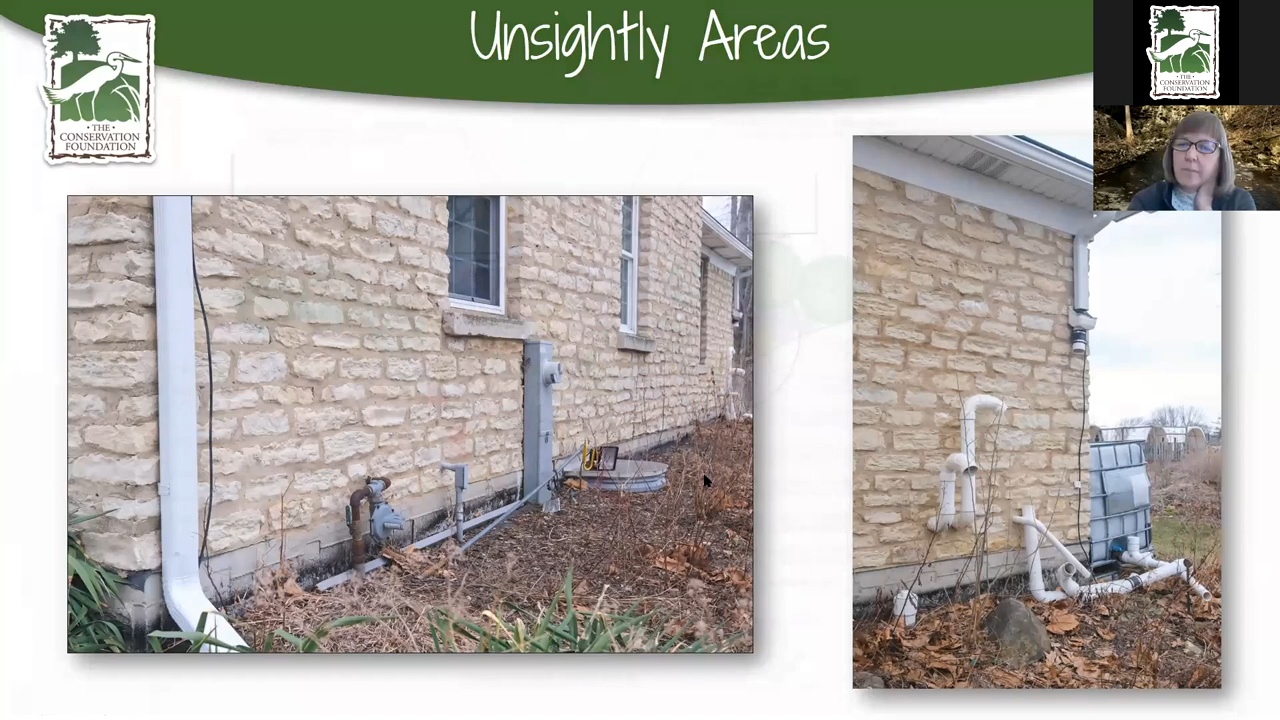 Unsightly Areas
• THE •
CONSERVATION
FOUNDATION
• THE •
CONSERVATION
FOUNDATION